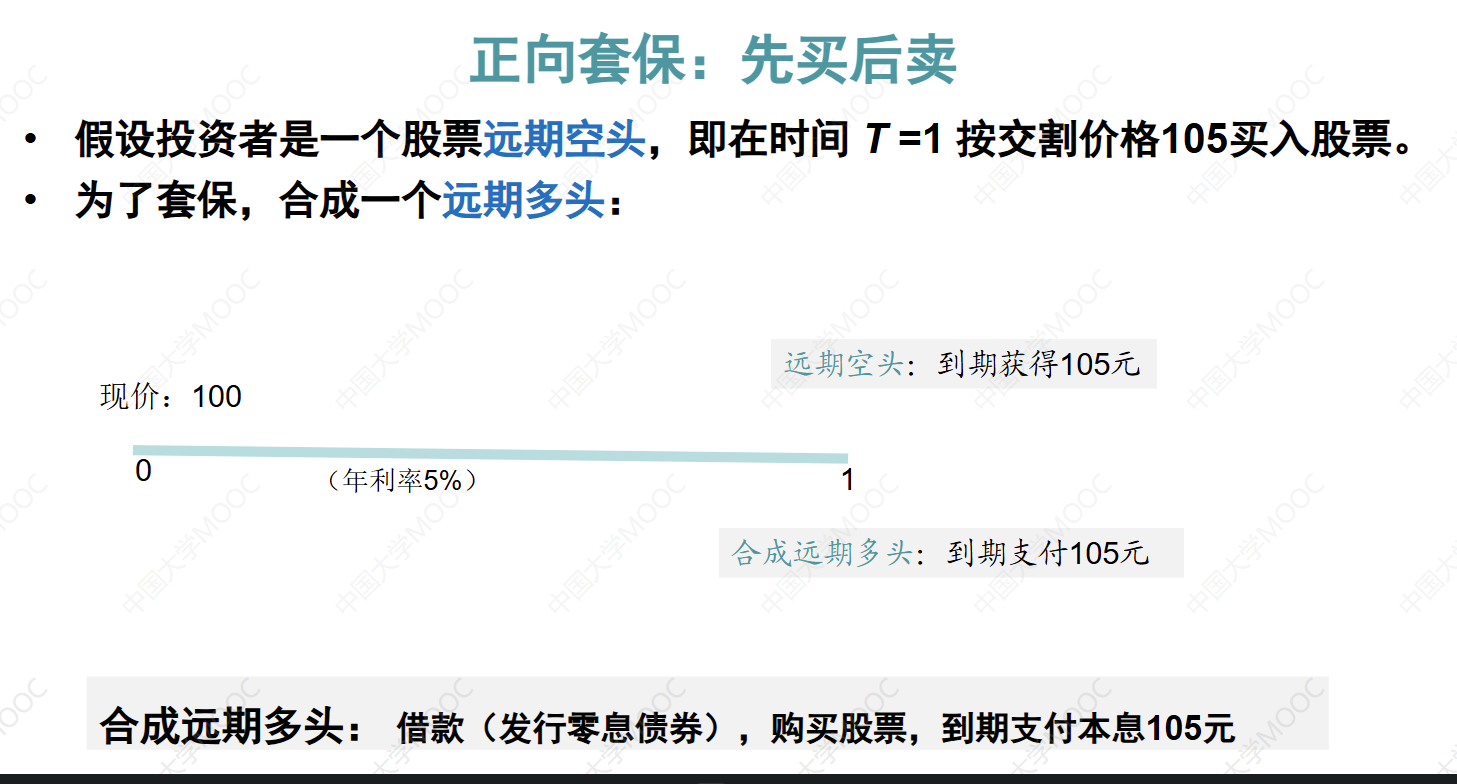 正向套保：先买后卖
• 假设投资者是一个股票远期空头，即在时间 T =1 按交割价格105买入股票。
• 为了套保，合成一个远期多头：
远期空头：到期获得105元
现价：100
0
（年利率5%）
1
合成远期多头：到期支付105元
合成远期多头： 借款（发行零息债券），购买股票，到期支付本息105元
中国大学MOOC